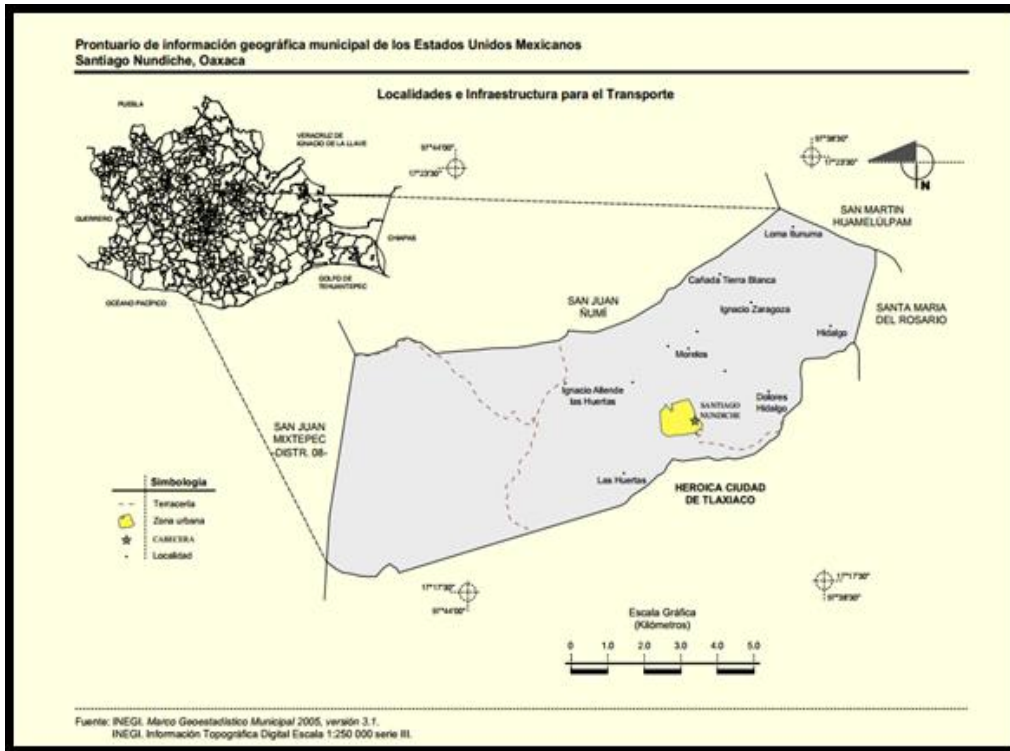 Prontuario de información geográfica municipal de los Estados Unidos Mexicanos
Santiago Nundiche, Oaxaca
Localidades e Infraestructura para el Transporte
PUEBLA
VERACRUZ DE
IGNACIO DE LA LLAVE
GUERRERO
CHIAPAS
OCÉANO PACÍFICO
GOLFO DE
TEHUANTEPEC
97°44'00"
17°23'30"
97°38'30"
17°23'30"
N
SAN MARTIN
HUAMELÚLPAM
Loma Ilunuma
Cañada Tierra Blanca
SAN JUAN
ÑUMÍ
Ignacio Zaragoza
SANTA MARIA
DEL ROSARIO
Hidalgo
Morelos
Ignacio Allende
las Huertas
Dolores
Hidalgo
SANTIAGO
NUNDICHE
SAN JUAN
MIXTEPEC
-DISTR. 08-
Las Huertas
HEROICA CIUDAD
DE TLAXIACO
Simbología
Terracería
Zona urbana
CABECERA
Localidad
17°17'30"
97°44'00"
17°17'30"
97°38'30"
Escala Gráfica
(Kilómetros)
0 1.0 2.0 3.0 4.0 5.0
Fuente: INEGI. Marco Geoestadístico Municipal 2005, versión 3.1.
INEGI. Información Topográfica Digital Escala 1:250 000 serie III.